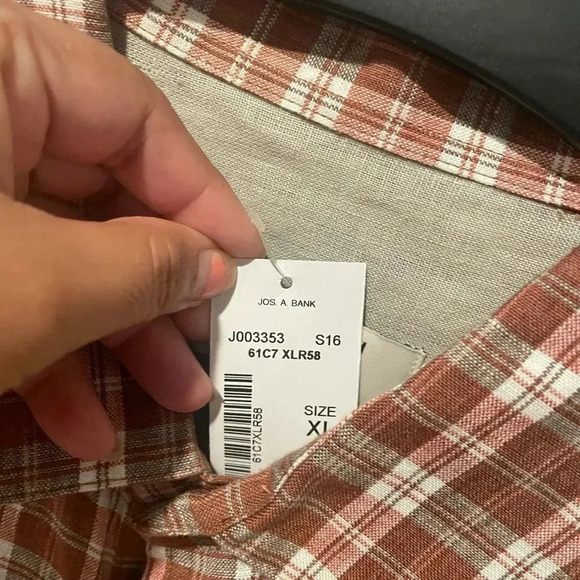 JOS. A. BANK
J003353 S16
61C7 XLR58
61C7XLR58
SIZE
XL